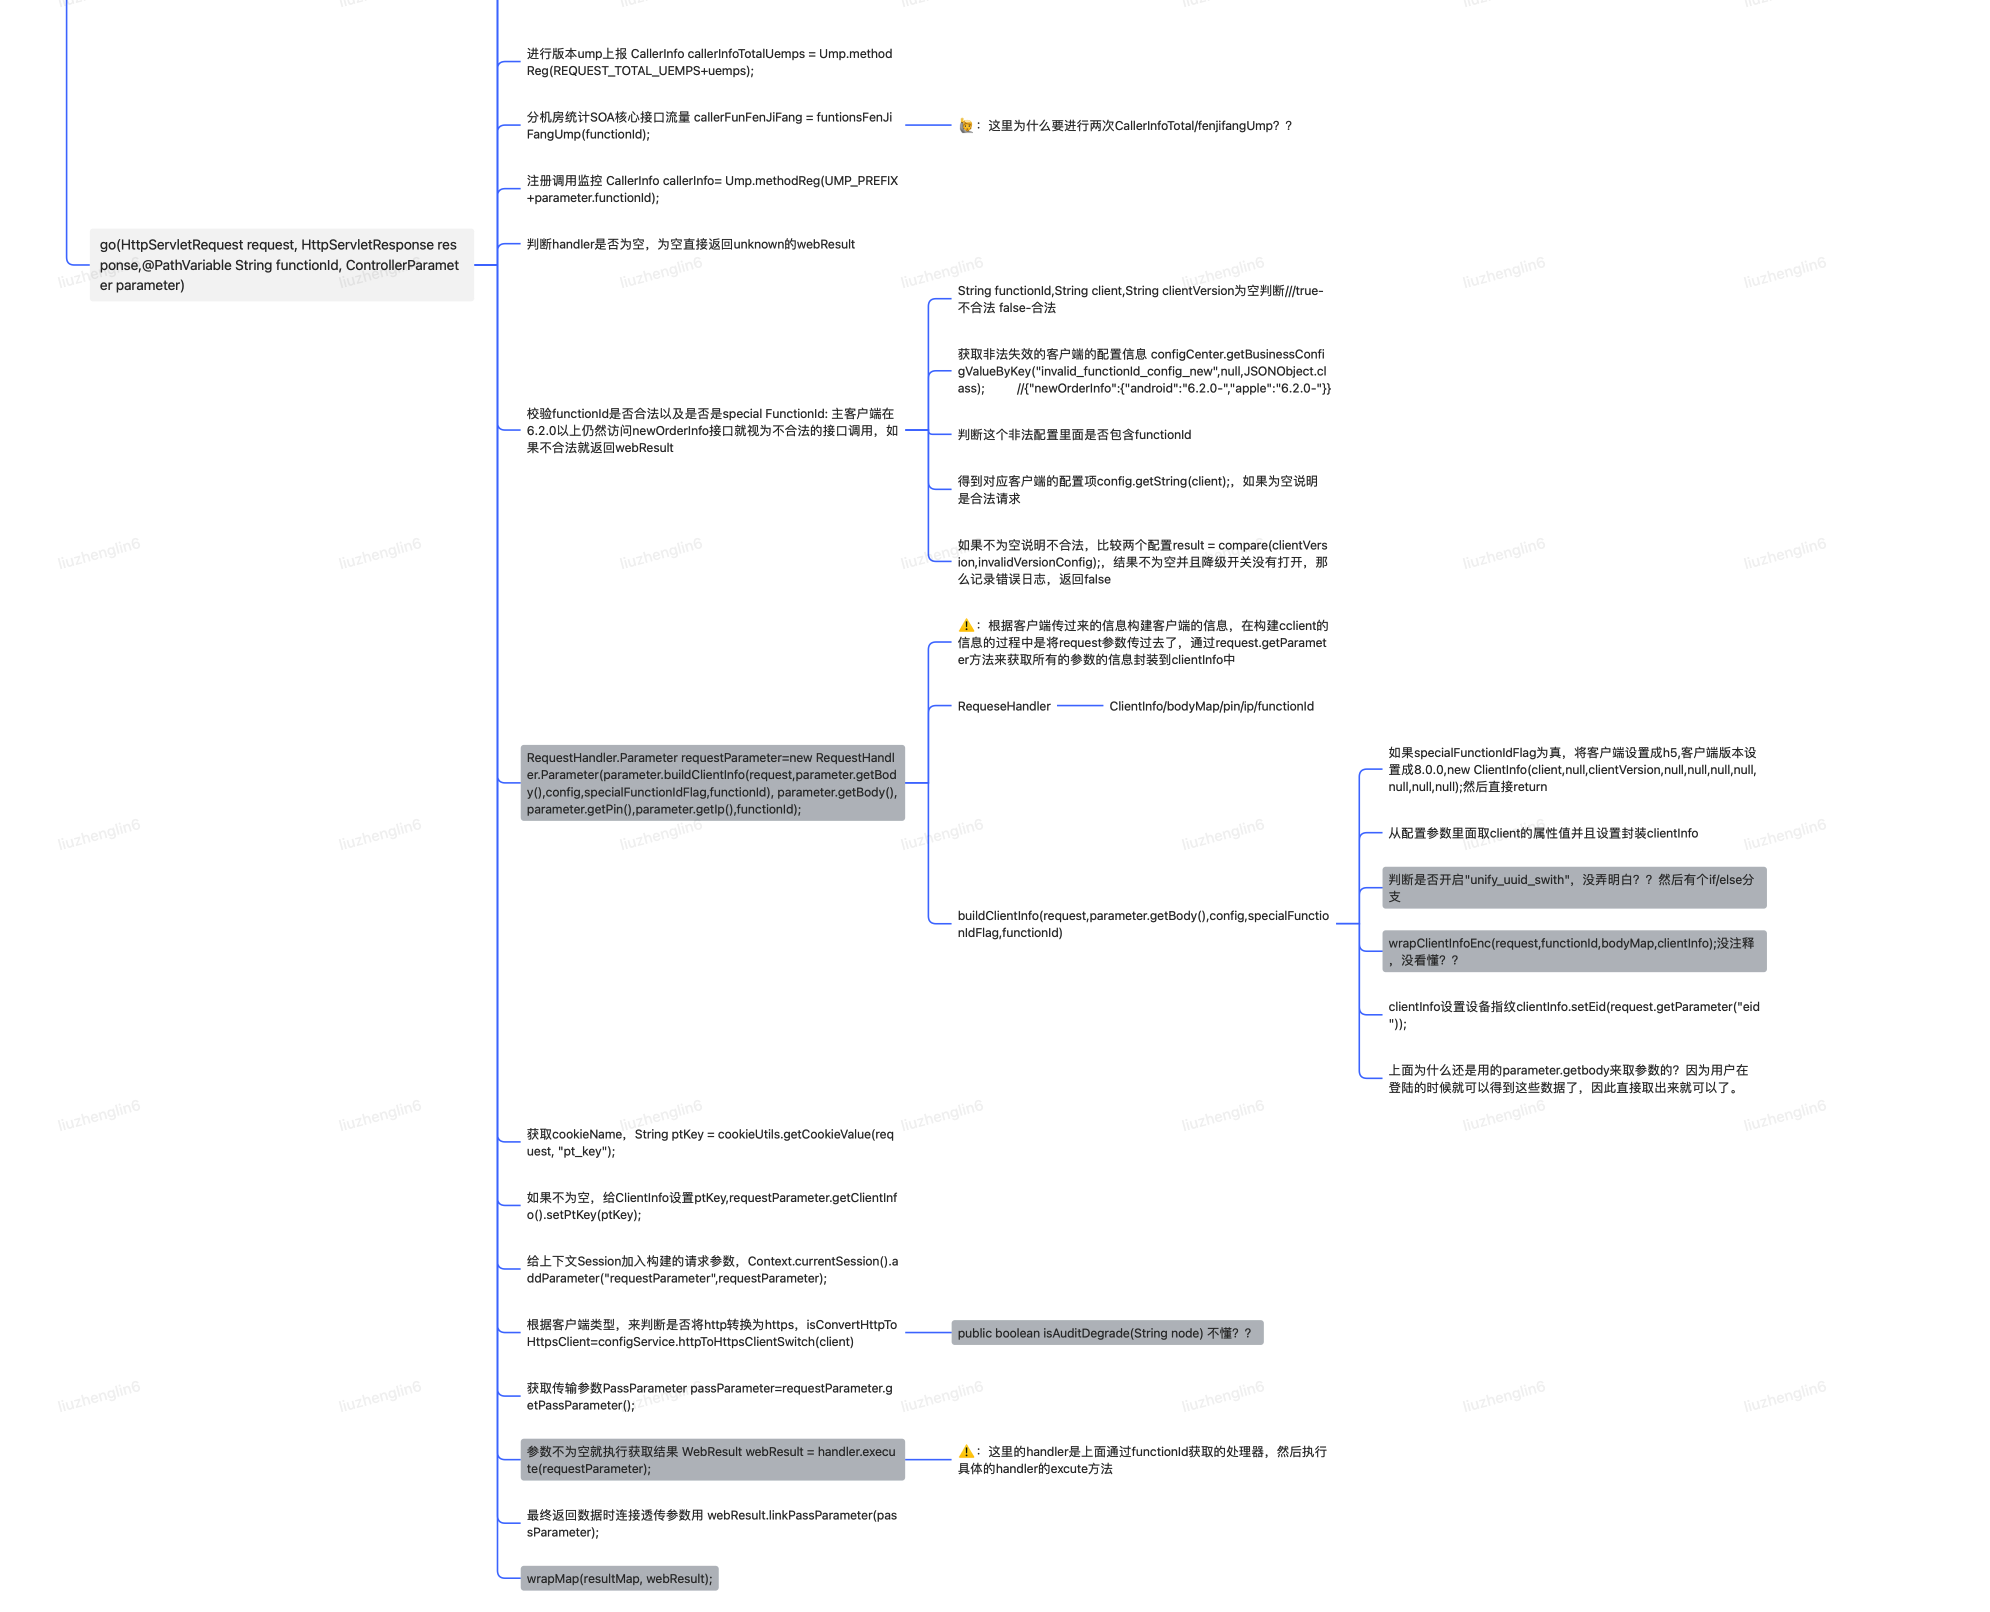 进行版本ump上报 CallerInfo callerInfoTotalUemps = Ump.method
Reg(REQUEST_TOTAL_UEMPS+uemps);
分机房统计SOA核心接口流量 callerFunFenJiFang = funtionsFenJi
FangUmp(functionId);
🙋：这里为什么要进行两次CallerInfoTotal/fenjifangUmp？？
注册调用监控 CallerInfo callerInfo= Ump.methodReg(UMP_PREFIX
+parameter.functionId);
go(HttpServletRequest request, HttpServletResponse res
ponse,@PathVariable String functionId, ControllerParamet
er parameter)
判断handler是否为空，为空直接返回unknown的webResult
校验functionId是否合法以及是否是special FunctionId: 主客户端在
6.2.0以上仍然访问newOrderInfo接口就视为不合法的接口调用，如
果不合法就返回webResult
String functionId,String client,String clientVersion为空判断///true-
不合法 false-合法
获取非法失效的客户端的配置信息 configCenter.getBusinessConfi
gValueByKey("invalid_functionId_config_new",null,JSONObject.cl
ass); //{"newOrderInfo":{"android":"6.2.0-","apple":"6.2.0-"}}
判断这个非法配置里面是否包含functionId
得到对应客户端的配置项config.getString(client);，如果为空说明
是合法请求
如果不为空说明不合法，比较两个配置result = compare(clientVers
ion,invalidVersionConfig);，结果不为空并且降级开关没有打开，那
么记录错误日志，返回false
RequestHandler.Parameter requestParameter=new RequestHandl
er.Parameter(parameter.buildClientInfo(request,parameter.getBod
y(),config,specialFunctionIdFlag,functionId), parameter.getBody(),
parameter.getPin(),parameter.getIp(),functionId);
⚠️：根据客户端传过来的信息构建客户端的信息，在构建cclient的
信息的过程中是将request参数传过去了，通过request.getParamet
er方法来获取所有的参数的信息封装到clientInfo中
RequeseHandler
ClientInfo/bodyMap/pin/ip/functionId
buildClientInfo(request,parameter.getBody(),config,specialFunctio
nIdFlag,functionId)
如果specialFunctionIdFlag为真，将客户端设置成h5,客户端版本设
置成8.0.0,new ClientInfo(client,null,clientVersion,null,null,null,null,
null,null,null);然后直接return
从配置参数里面取client的属性值并且设置封装clientInfo
判断是否开启"unify_uuid_swith"，没弄明白？？然后有个if/else分
支
wrapClientInfoEnc(request,functionId,bodyMap,clientInfo);没注释
，没看懂？？
clientInfo设置设备指纹clientInfo.setEid(request.getParameter("eid
"));
上面为什么还是用的parameter.getbody来取参数的？因为用户在
登陆的时候就可以得到这些数据了，因此直接取出来就可以了。
获取cookieName，String ptKey = cookieUtils.getCookieValue(req
uest, "pt_key");
如果不为空，给ClientInfo设置ptKey,requestParameter.getClientInf
o().setPtKey(ptKey);
给上下文Session加入构建的请求参数，Context.currentSession().a
ddParameter("requestParameter",requestParameter);
根据客户端类型，来判断是否将http转换为https，isConvertHttpTo
HttpsClient=configService.httpToHttpsClientSwitch(client)
public boolean isAuditDegrade(String node) 不懂？？
获取传输参数PassParameter passParameter=requestParameter.g
etPassParameter();
参数不为空就执行获取结果 WebResult webResult = handler.execu
te(requestParameter);
⚠️：这里的handler是上面通过functionId获取的处理器，然后执行
具体的handler的excute方法
最终返回数据时连接透传参数用 webResult.linkPassParameter(pas
sParameter);
wrapMap(resultMap, webResult);
liuzhenglin6